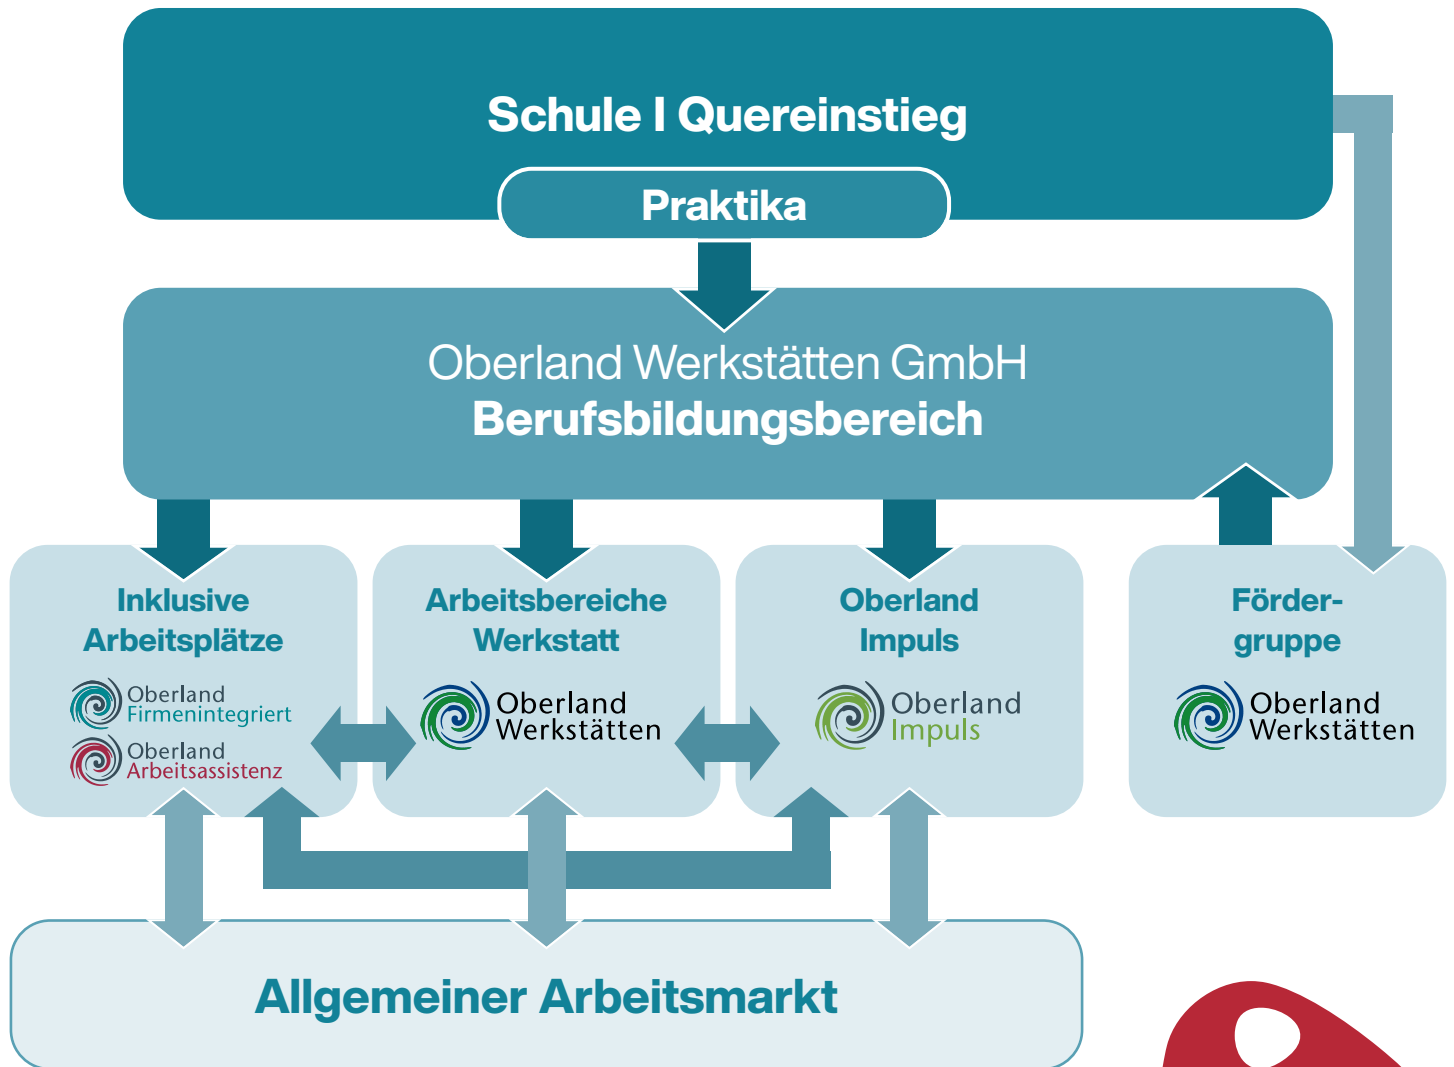 Schule I Quereinstieg
Praktika
Oberland Werkstätten GmbH
Berufsbildungsbereich
Inklusive
Arbeitsplätze
Oberland
Firmenintegriert
Oberland
Arbeitsassistenz
Arbeitsbereiche
Werkstatt
Oberland
Werkstätten
Oberland
Impuls
Oberland
Impuls
Förder-
gruppe
Oberland
Werkstätten
Allgemeiner Arbeitsmarkt